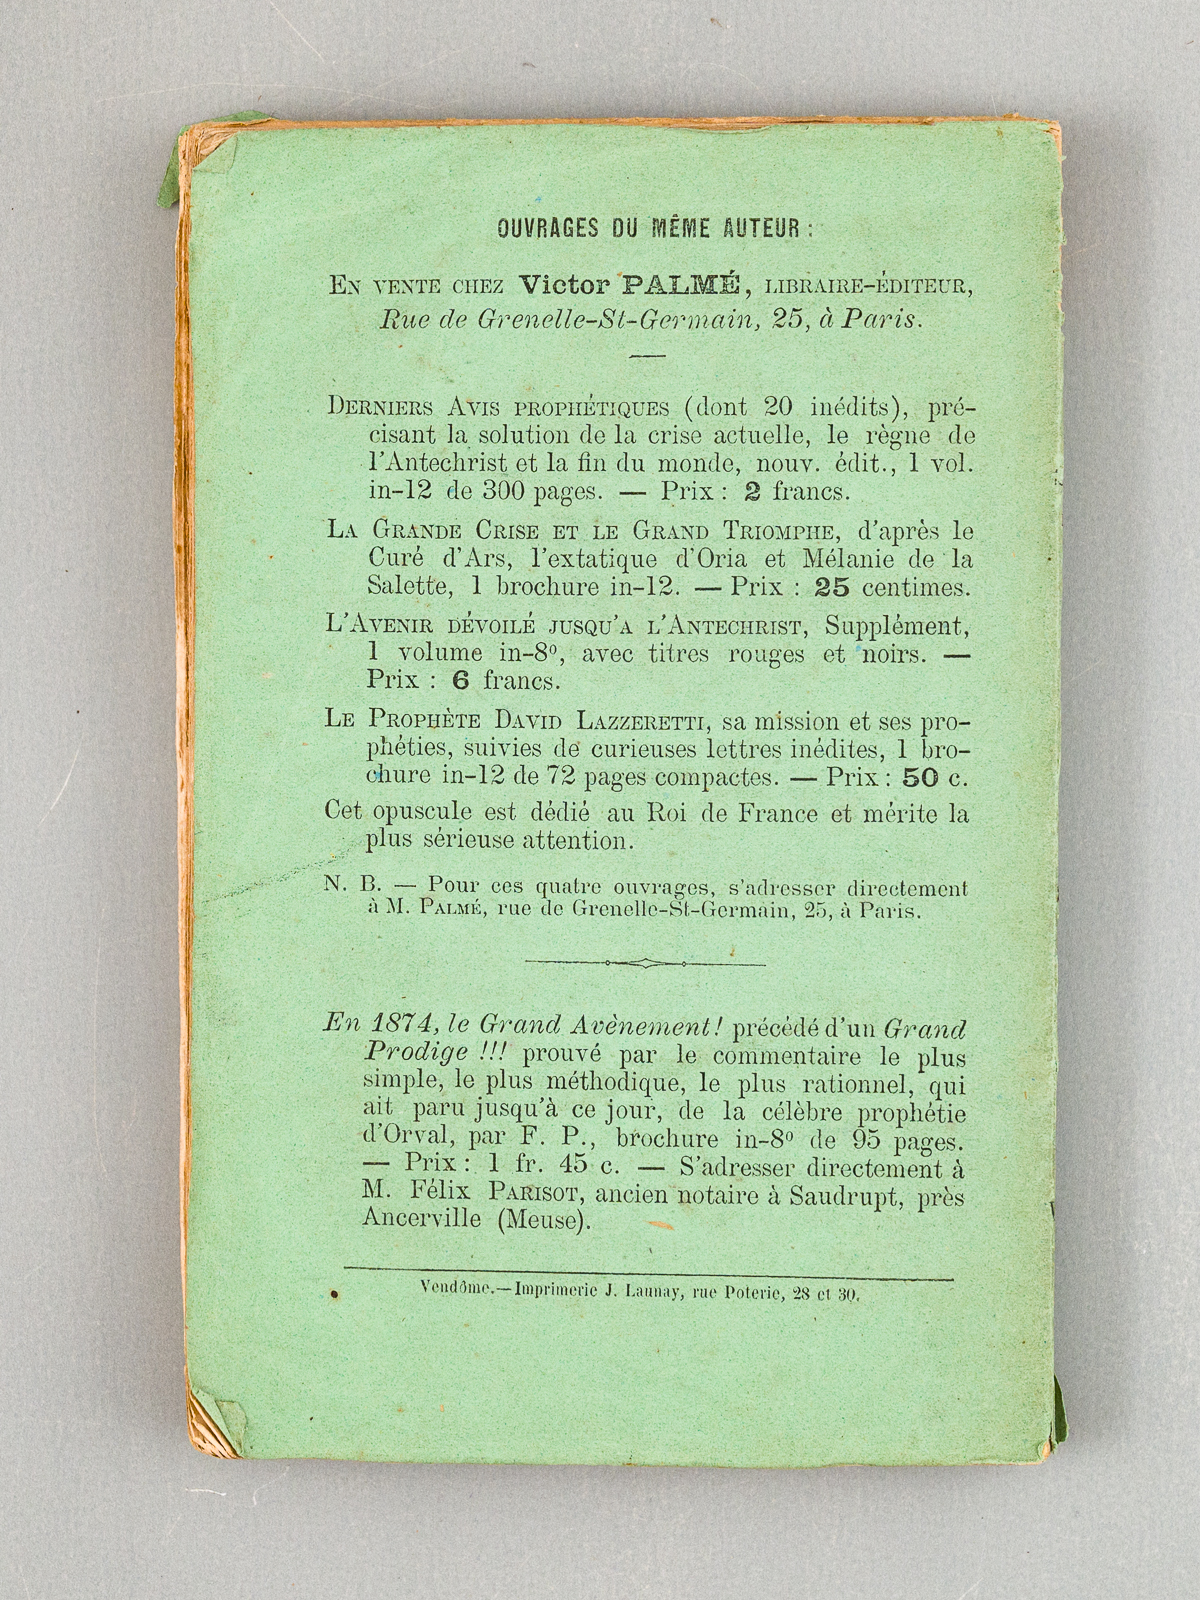 OUVRAGES DU MÊME AUTEUR :
EN VENTE CHEZ Victor PALMÉ, LIBRAIRE-ÉDITEUR,
Rue de Grenelle-St-Germain, 25, à Paris.
DERNIERS AVIS PROPHÉTIQUES (dont 20 inédits), pré-
cisant la solution de la crise actuelle, le règne de
l'Antechrist et la fin du monde, nouv. édit., 1 vol.
in-12 de 300 pages. — Prix : 2 francs.
LA GRANDE CRISE ET LE GRAND TRIOMPHE, d'après le
Curé d'Ars, l'extatique d'Oria et Mélanie de la
Salette, 1 brochure in-12. — Prix : 25 centimes.
L'AVENIR DÉVOILÉ JUSQU'A L'ANTECHRIST, Supplément,
1 volume in-8º, avec titres rouges et noirs. —
Prix : 6 francs.
LE PROPHÈTE DAVID LAZZERETTI, sa mission et ses pro-
phéties, suivies de curieuses lettres inédites, 1 bro-
chure in-12 de 72 pages compactes. — Prix : 50 c.
Cet opuscule est dédié au Roi de France et mérite la
plus sérieuse attention.
N. B. — Pour ces quatre ouvrages, s'adresser directement
à M. PALMÉ, rue de Grenelle-St-Germain, 25, à Paris.
En 1874, le Grand Avènement ! précédé d'un Grand
Prodige !!! prouvé par le commentaire le plus
simple, le plus méthodique, le plus rationnel, qui
ait paru jusqu'à ce jour, de la célèbre prophétie
d'Orval, par F. P., brochure in-8º de 95 pages.
— Prix : 1 fr. 45 c. — S'adresser directement à
M. Félix PARISOT, ancien notaire à Saudrupt, près
Ancerville (Meuse).
Vendôme.—Imprimerie J. Launay, rue Poterie, 28 et 30.